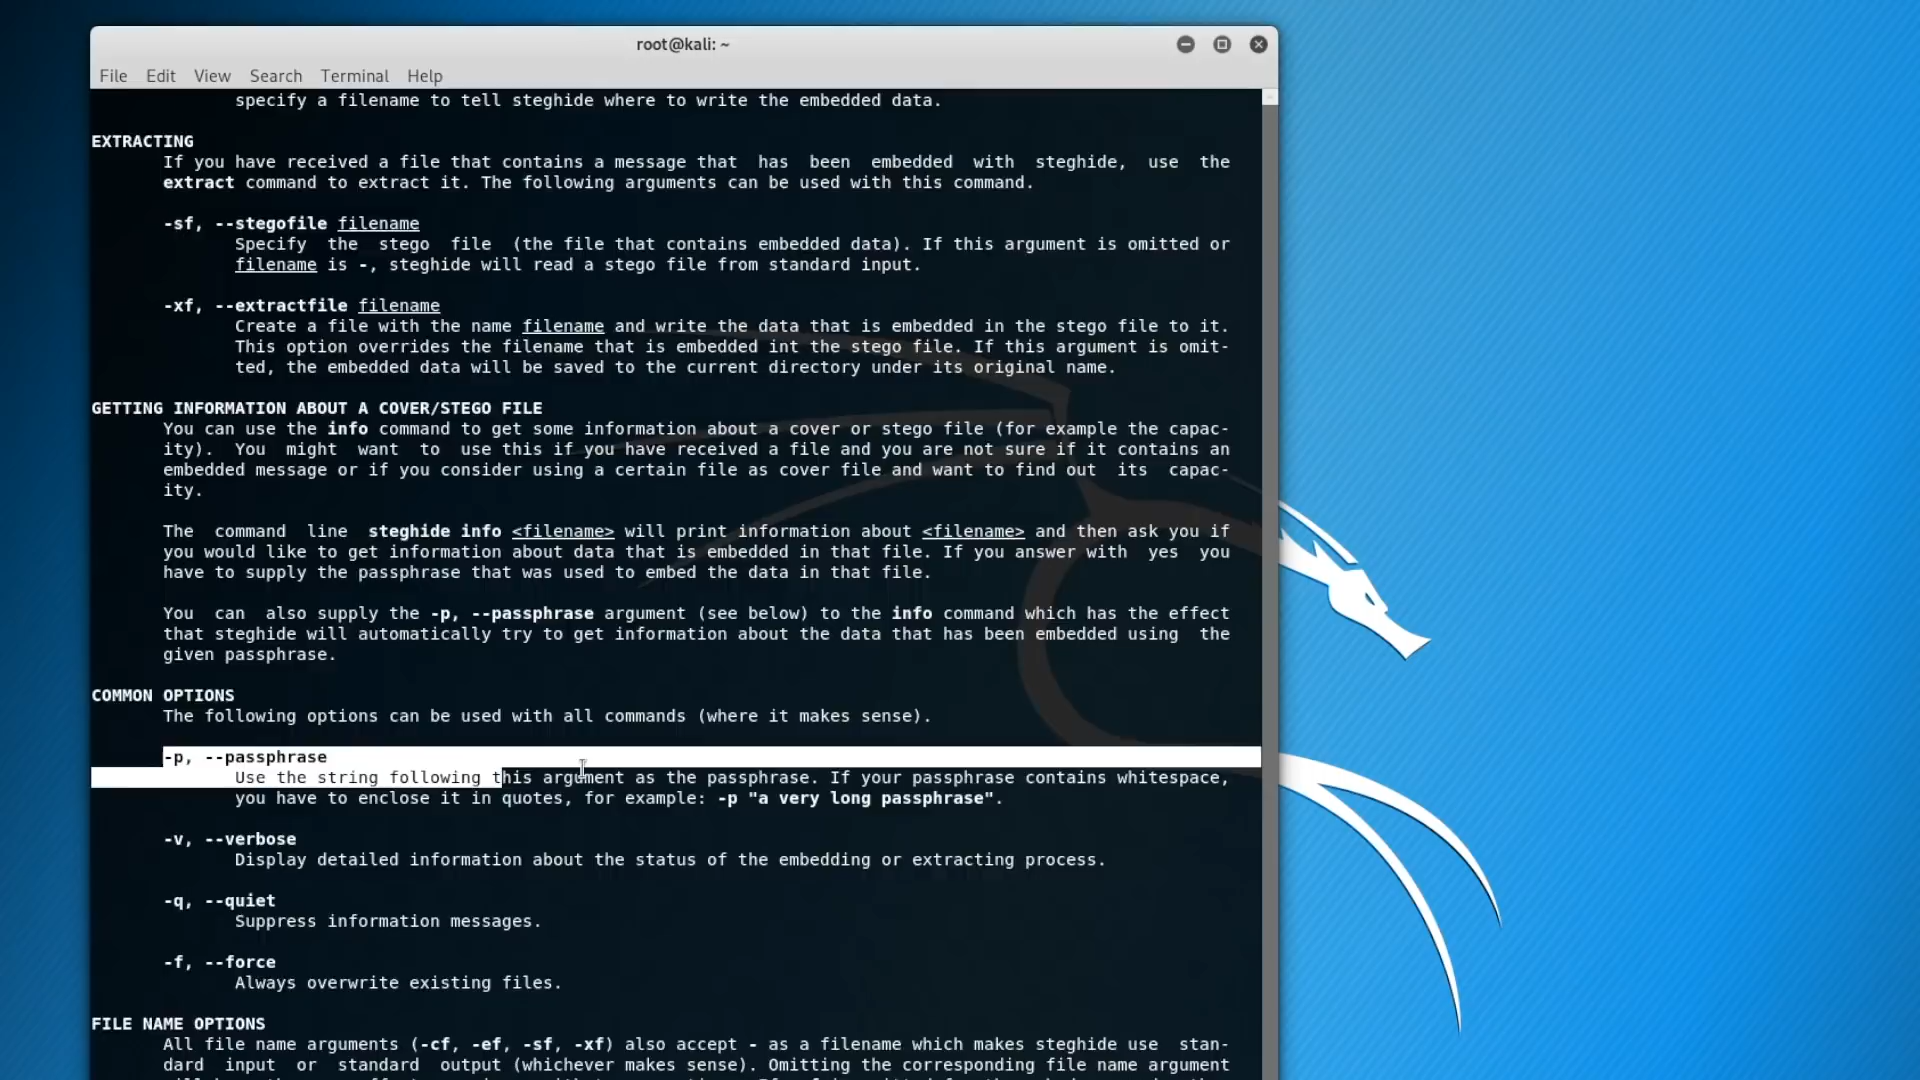 root@kali: ~
File Edit View Search Terminal Help
specify a filename to tell steghide where to write the embedded data.
EXTRACTING
If you have received a file that contains a message that has been embedded with steghide, use the
extract command to extract it. The following arguments can be used with this command.
-sf, --stegofile filename
Specify the stego file (the file that contains embedded data). If this argument is omitted or
filename is -, steghide will read a stego file from standard input.
-xf, --extractfile filename
Create a file with the name filename and write the data that is embedded in the stego file to it.
This option overrides the filename that is embedded int the stego file. If this argument is omit-
ted, the embedded data will be saved to the current directory under its original name.
GETTING INFORMATION ABOUT A COVER/STEGO FILE
You can use the info command to get some information about a cover or stego file (for example the capac-
ity). You might want to use this if you have received a file and you are not sure if it contains an
embedded message or if you consider using a certain file as cover file and want to find out its capac-
ity.
The command line steghide info <filename> will print information about <filename> and then ask you if
you would like to get information about data that is embedded in that file. If you answer with yes you
have to supply the passphrase that was used to embed the data in that file.
You can also supply the -p, --passphrase argument (see below) to the info command which has the effect
that steghide will automatically try to get information about the data that has been embedded using the
given passphrase.
COMMON OPTIONS
The following options can be used with all commands (where it makes sense).
-p, --passphrase
Use the string following this argument as the passphrase. If your passphrase contains whitespace,
you have to enclose it in quotes, for example: -p "a very long passphrase".
-v, --verbose
Display detailed information about the status of the embedding or extracting process.
-q, --quiet
Suppress information messages.
-f, --force
Always overwrite existing files.
FILE NAME OPTIONS
All file name arguments (-cf, -ef, -sf, -xf) also accept - as a filename which makes steghide use stan-
dard input or standard output (whichever makes sense). Omitting the corresponding file name argument